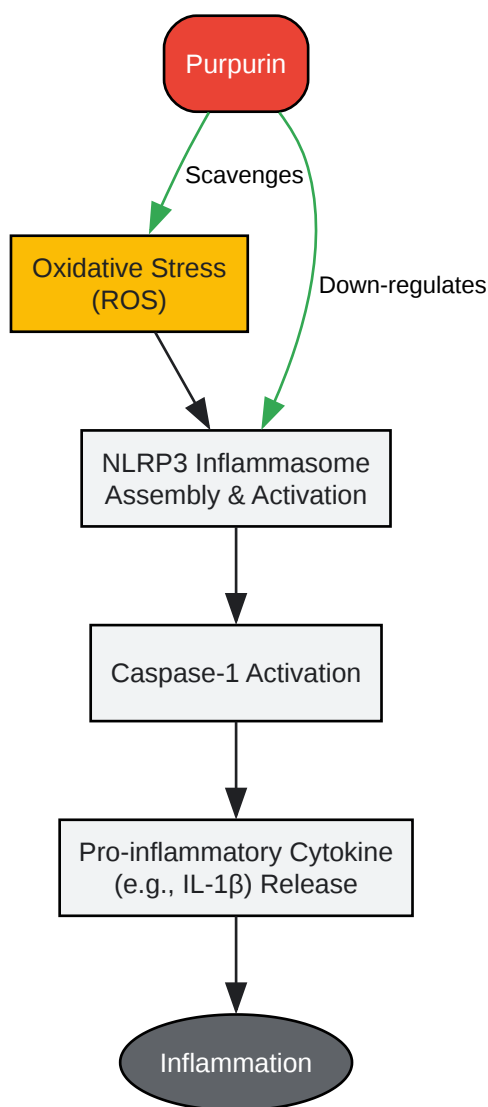 Purpurin
Scavenges
Oxidative Stress
(ROS)
Down-regulates
NLRP3 Inflammasome
Assembly & Activation
Caspase-1 Activation
Pro-inflammatory Cytokine
(e.g., IL-1β) Release
Inflammation